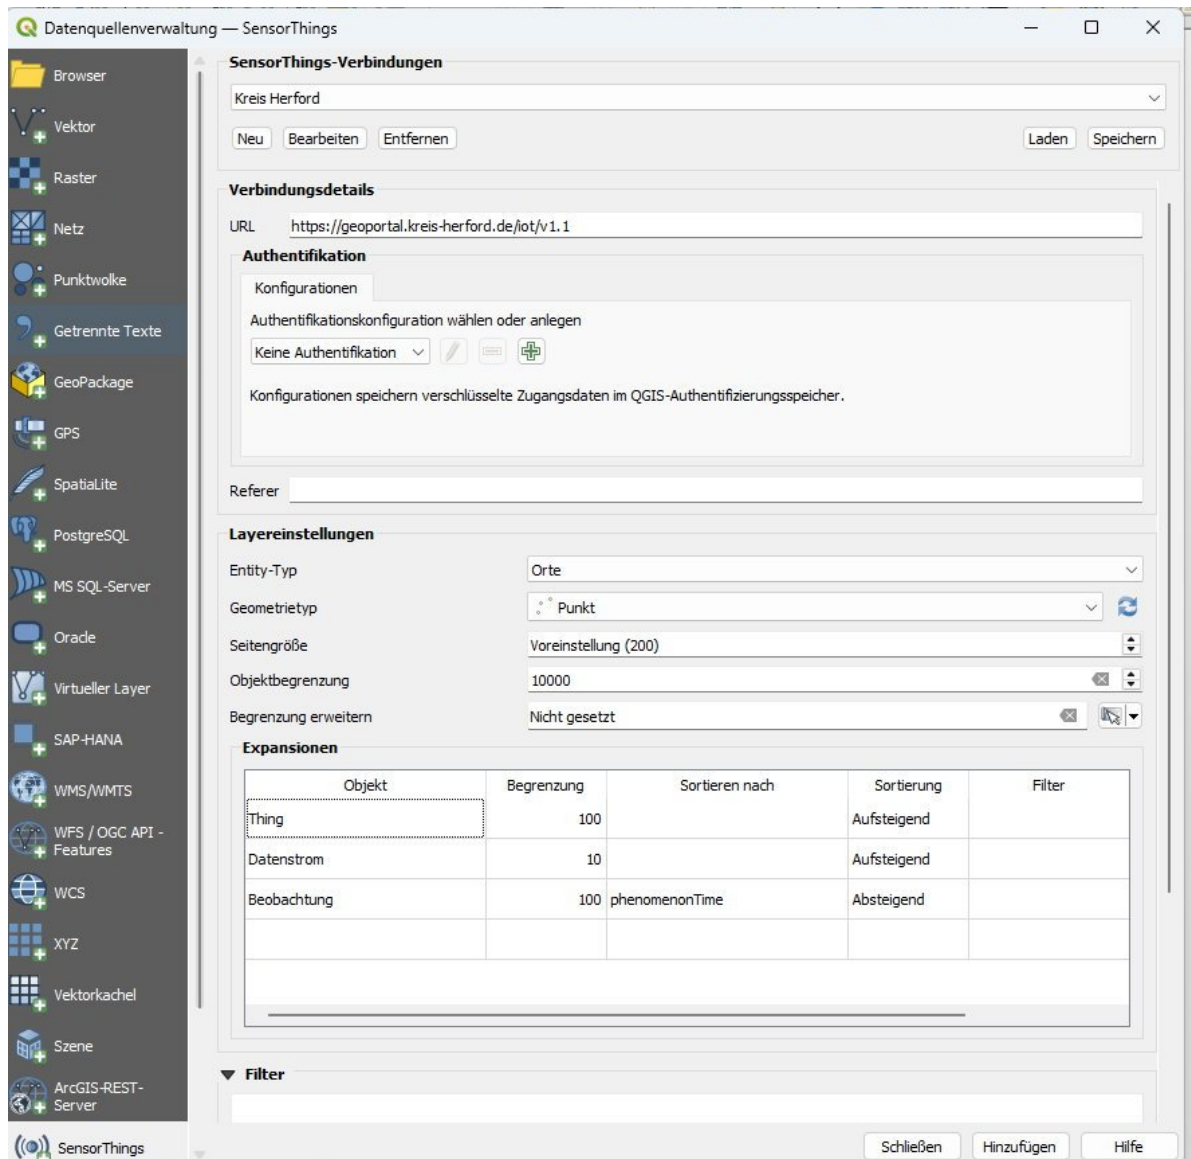 Datenquellenverwaltung — SensorThings
Browser
Vektor
Raster
Netz
Punktwolke
Getrennte Texte
GeoPackage
GPS
SpatiaLite
PostgreSQL
MS SQL-Server
Oracle
Virtueller Layer
SAP-HANA
WMS/WMTS
WFS / OGC API -
Features
WCS
XYZ
Vektorkachel
Szene
ArcGIS-REST-
Server
SensorThings
SensorThings-Verbindungen
Kreis Herford
Neu Bearbeiten Entfernen Laden Speichern
Verbindungsdetails
URL https://geoportal.kreis-herford.de/iot/v1.1
Authentifikation
Konfigurationen
Authentifikationskonfiguration wählen oder anlegen
Keine Authentifikation
Konfigurationen speichern verschlüsselte Zugangsdaten im QGIS-Authentifizierungsspeicher.
Referer
Layereinstellungen
Entity-Typ Orte
Geometrietyp Punkt
Seitengröße Voreinstellung (200)
Objektbegrenzung 10000
Begrenzung erweitern Nicht gesetzt
Expansionen
Objekt Begrenzung Sortieren nach Sortierung Filter
Thing 100 Aufsteigend
Datenstrom 10 Aufsteigend
Beobachtung 100 phenomenonTime Absteigend
Filter
Schließen Hinzufügen Hilfe